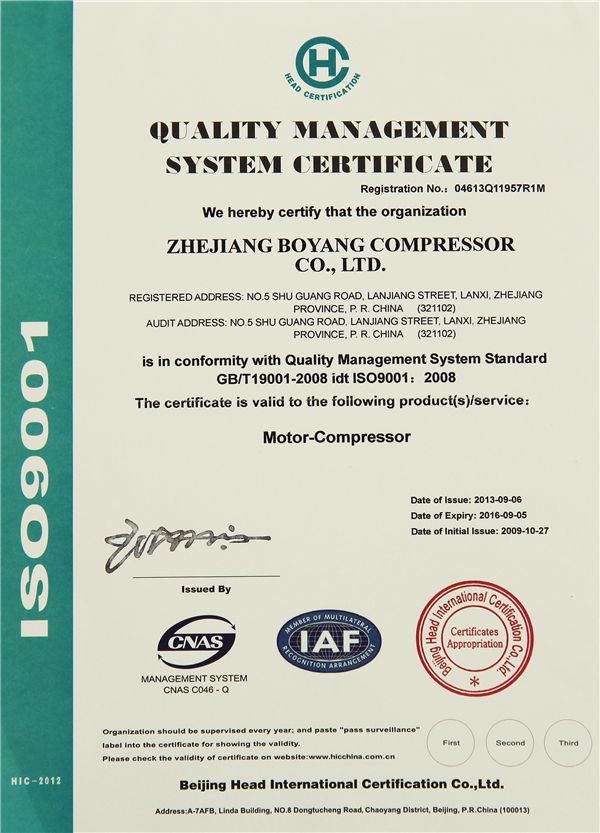 HC
HEAD CERTIFICATION
QUALITY MANAGEMENT
SYSTEM CERTIFICATE
Registration No.: 04613Q11957R1M
We hereby certify that the organization
ZHEJIANG BOYANG COMPRESSOR
CO., LTD.
REGISTERED ADDRESS: NO.5 SHU GUANG ROAD, LANJIANG STREET, LANXI, ZHEJIANG
PROVINCE, P. R. CHINA (321102)
AUDIT ADDRESS: NO.5 SHU GUANG ROAD, LANJIANG STREET, LANXI, ZHEJIANG
PROVINCE, P. R. CHINA (321102)
is in conformity with Quality Management System Standard
GB/T19001-2008 idt ISO9001: 2008
The certificate is valid to the following product(s)/service:
Motor-Compressor
Date of Issue: 2013-09-06
Date of Expiry: 2016-09-05
Date of Initial Issue: 2009-10-27
Issued By
CNAS
MANAGEMENT SYSTEM
CNAS C046 - Q
MEMBER OF MULTILATERAL
IAF
RECOGNITION ARRANGEMENT
Beijing Head International Certification Co.,Ltd.
Certificates
Appropriation
*
Organization should be supervised every year; and paste "pass surveillance"
label into the certificate for showing the validity.
Please check the validity of certificate on website:www.hicchina.com.cn
First
Second
Third
Beijing Head International Certification Co.,Ltd.
Address:A-7AFB, Linda Building, NO.8 Dongtucheng Road, Chaoyang District, Beijing, P.R.China (100013)
ISO9001
HIC-2012